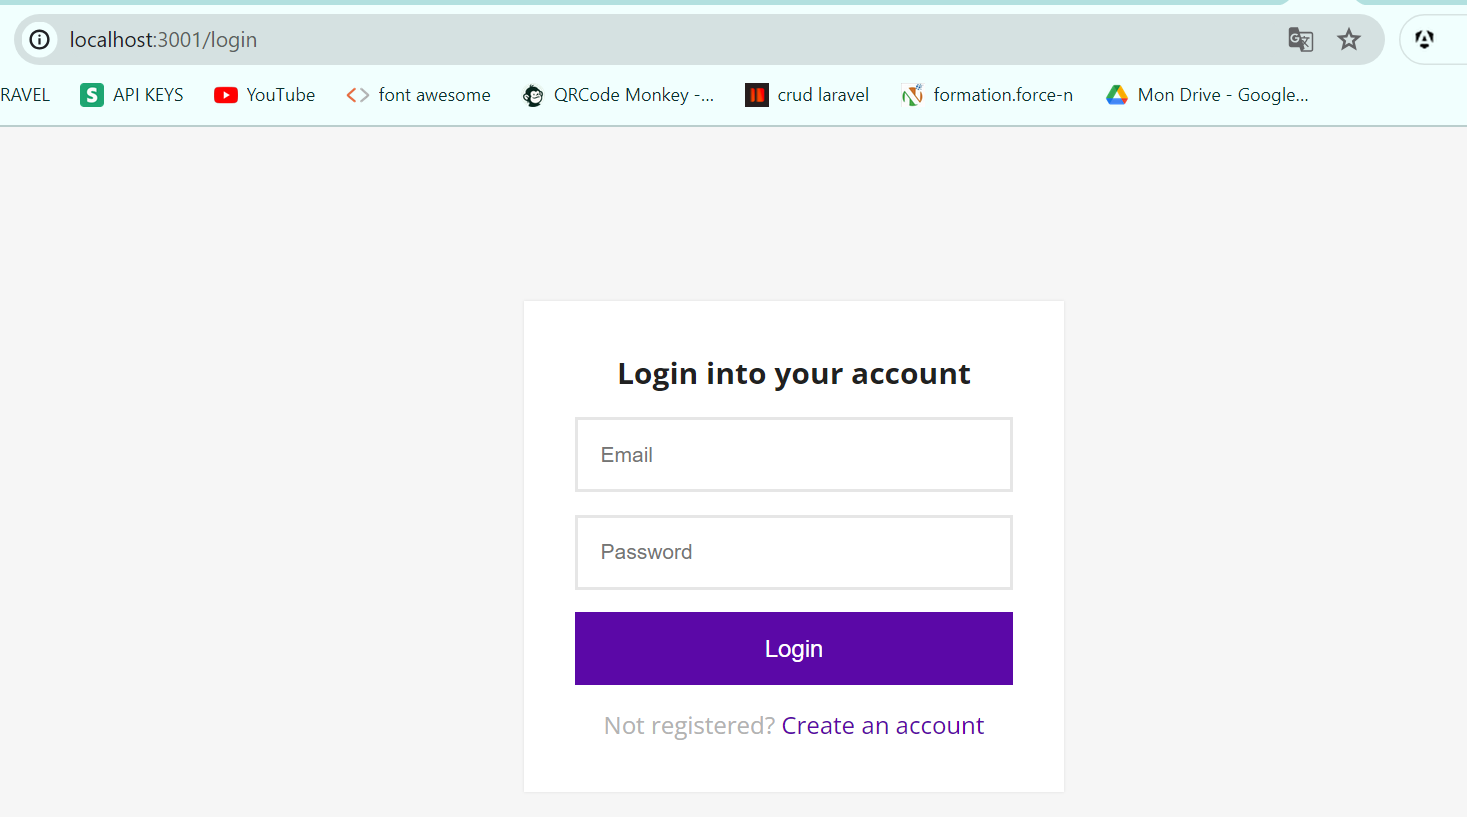 localhost:3001/login
RAVEL API KEYS YouTube font awesome QRCode Monkey -... crud laravel formation.force-n Mon Drive - Google...
Login into your account
Email
Password
Login
Not registered? Create an account